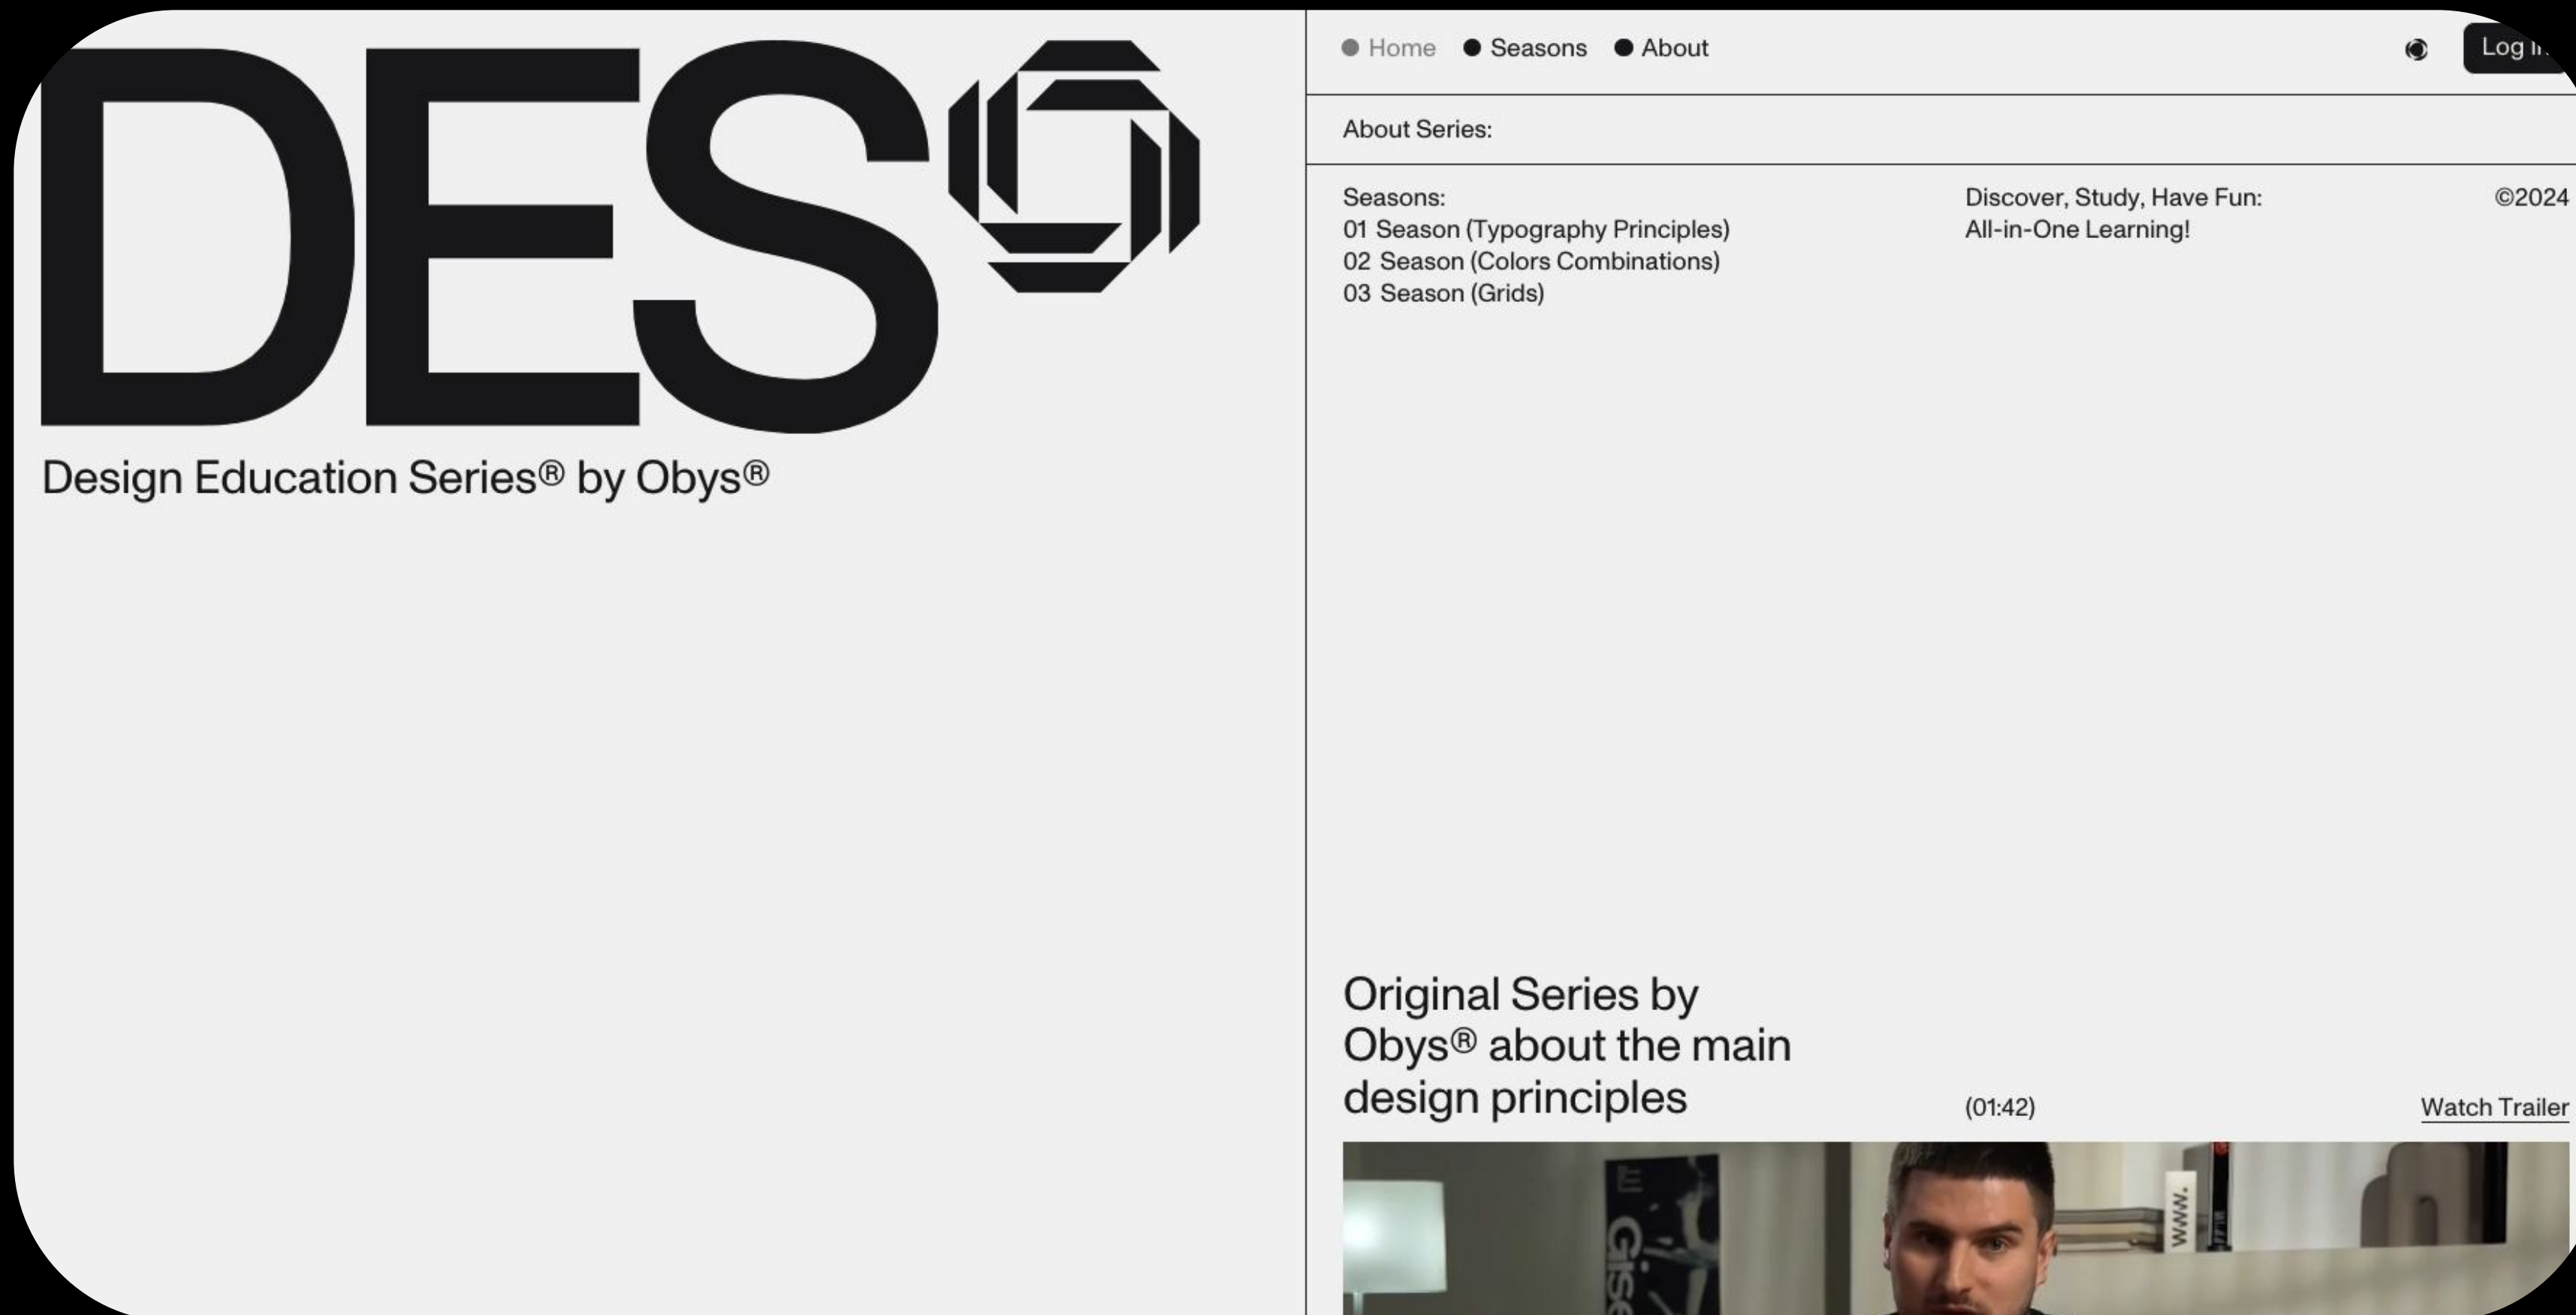 DES
Design Education Series® by Obys®
Home Seasons About
Log in
About Series:
Seasons:
01 Season (Typography Principles)
02 Season (Colors Combinations)
03 Season (Grids)
Discover, Study, Have Fun:
All-in-One Learning!
©2024
Original Series by
Obys® about the main
design principles
(01:42)
Watch Trailer
www.